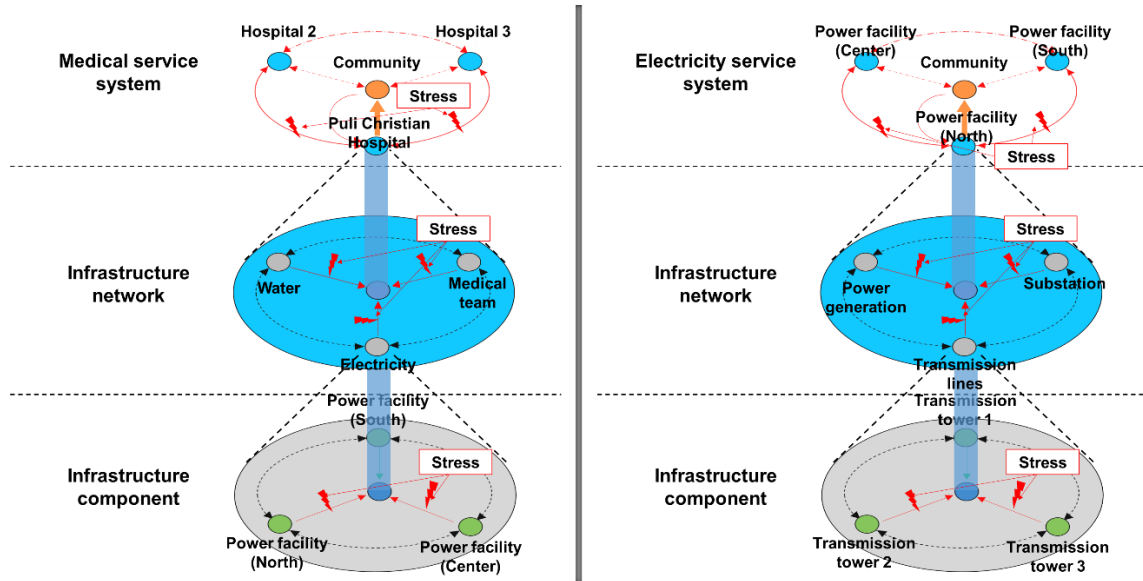 Hospital 2
Hospital 3
Medical service
system
Community
Stress
Puli Christian
Hospital
Infrastructure
network
Stress
Water
Medical
team
Electricity
Power facility
(South)
Infrastructure
component
Stress
Power facility
(North)
Power facility
(Center)
Power facility
(Center)
Power facility
(South)
Electricity service
system
Community
Power facility
(North)
Stress
Infrastructure
network
Stress
Power
generation
Substation
Transmission
lines
Transmission
tower 1
Infrastructure
component
Stress
Transmission
tower 2
Transmission
tower 3